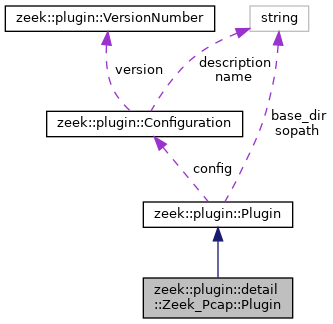 zeek::plugin::VersionNumber
string
version
description
name
zeek::plugin::Configuration
base_dir
sopath
config
zeek::plugin::Plugin
zeek::plugin::detail
::Zeek_Pcap::Plugin